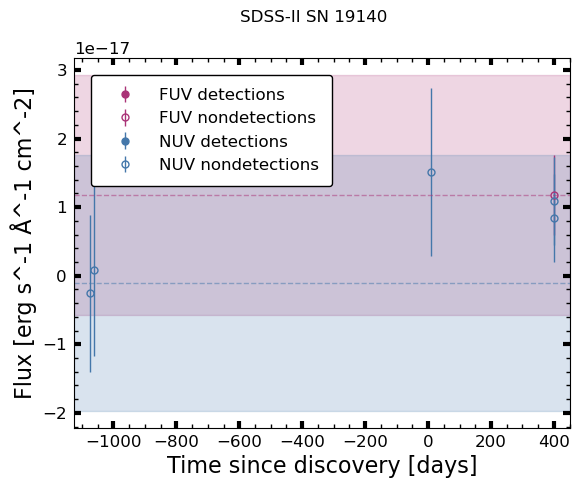 SDSS-II SN 19140
1e−17
3
2
1
0
−1
−2
FUV detections
FUV nondetections
NUV detections
NUV nondetections
Flux [erg s^-1 Å^-1 cm^-2]
−1000 −800 −600 −400 −200 0 200 400
Time since discovery [days]